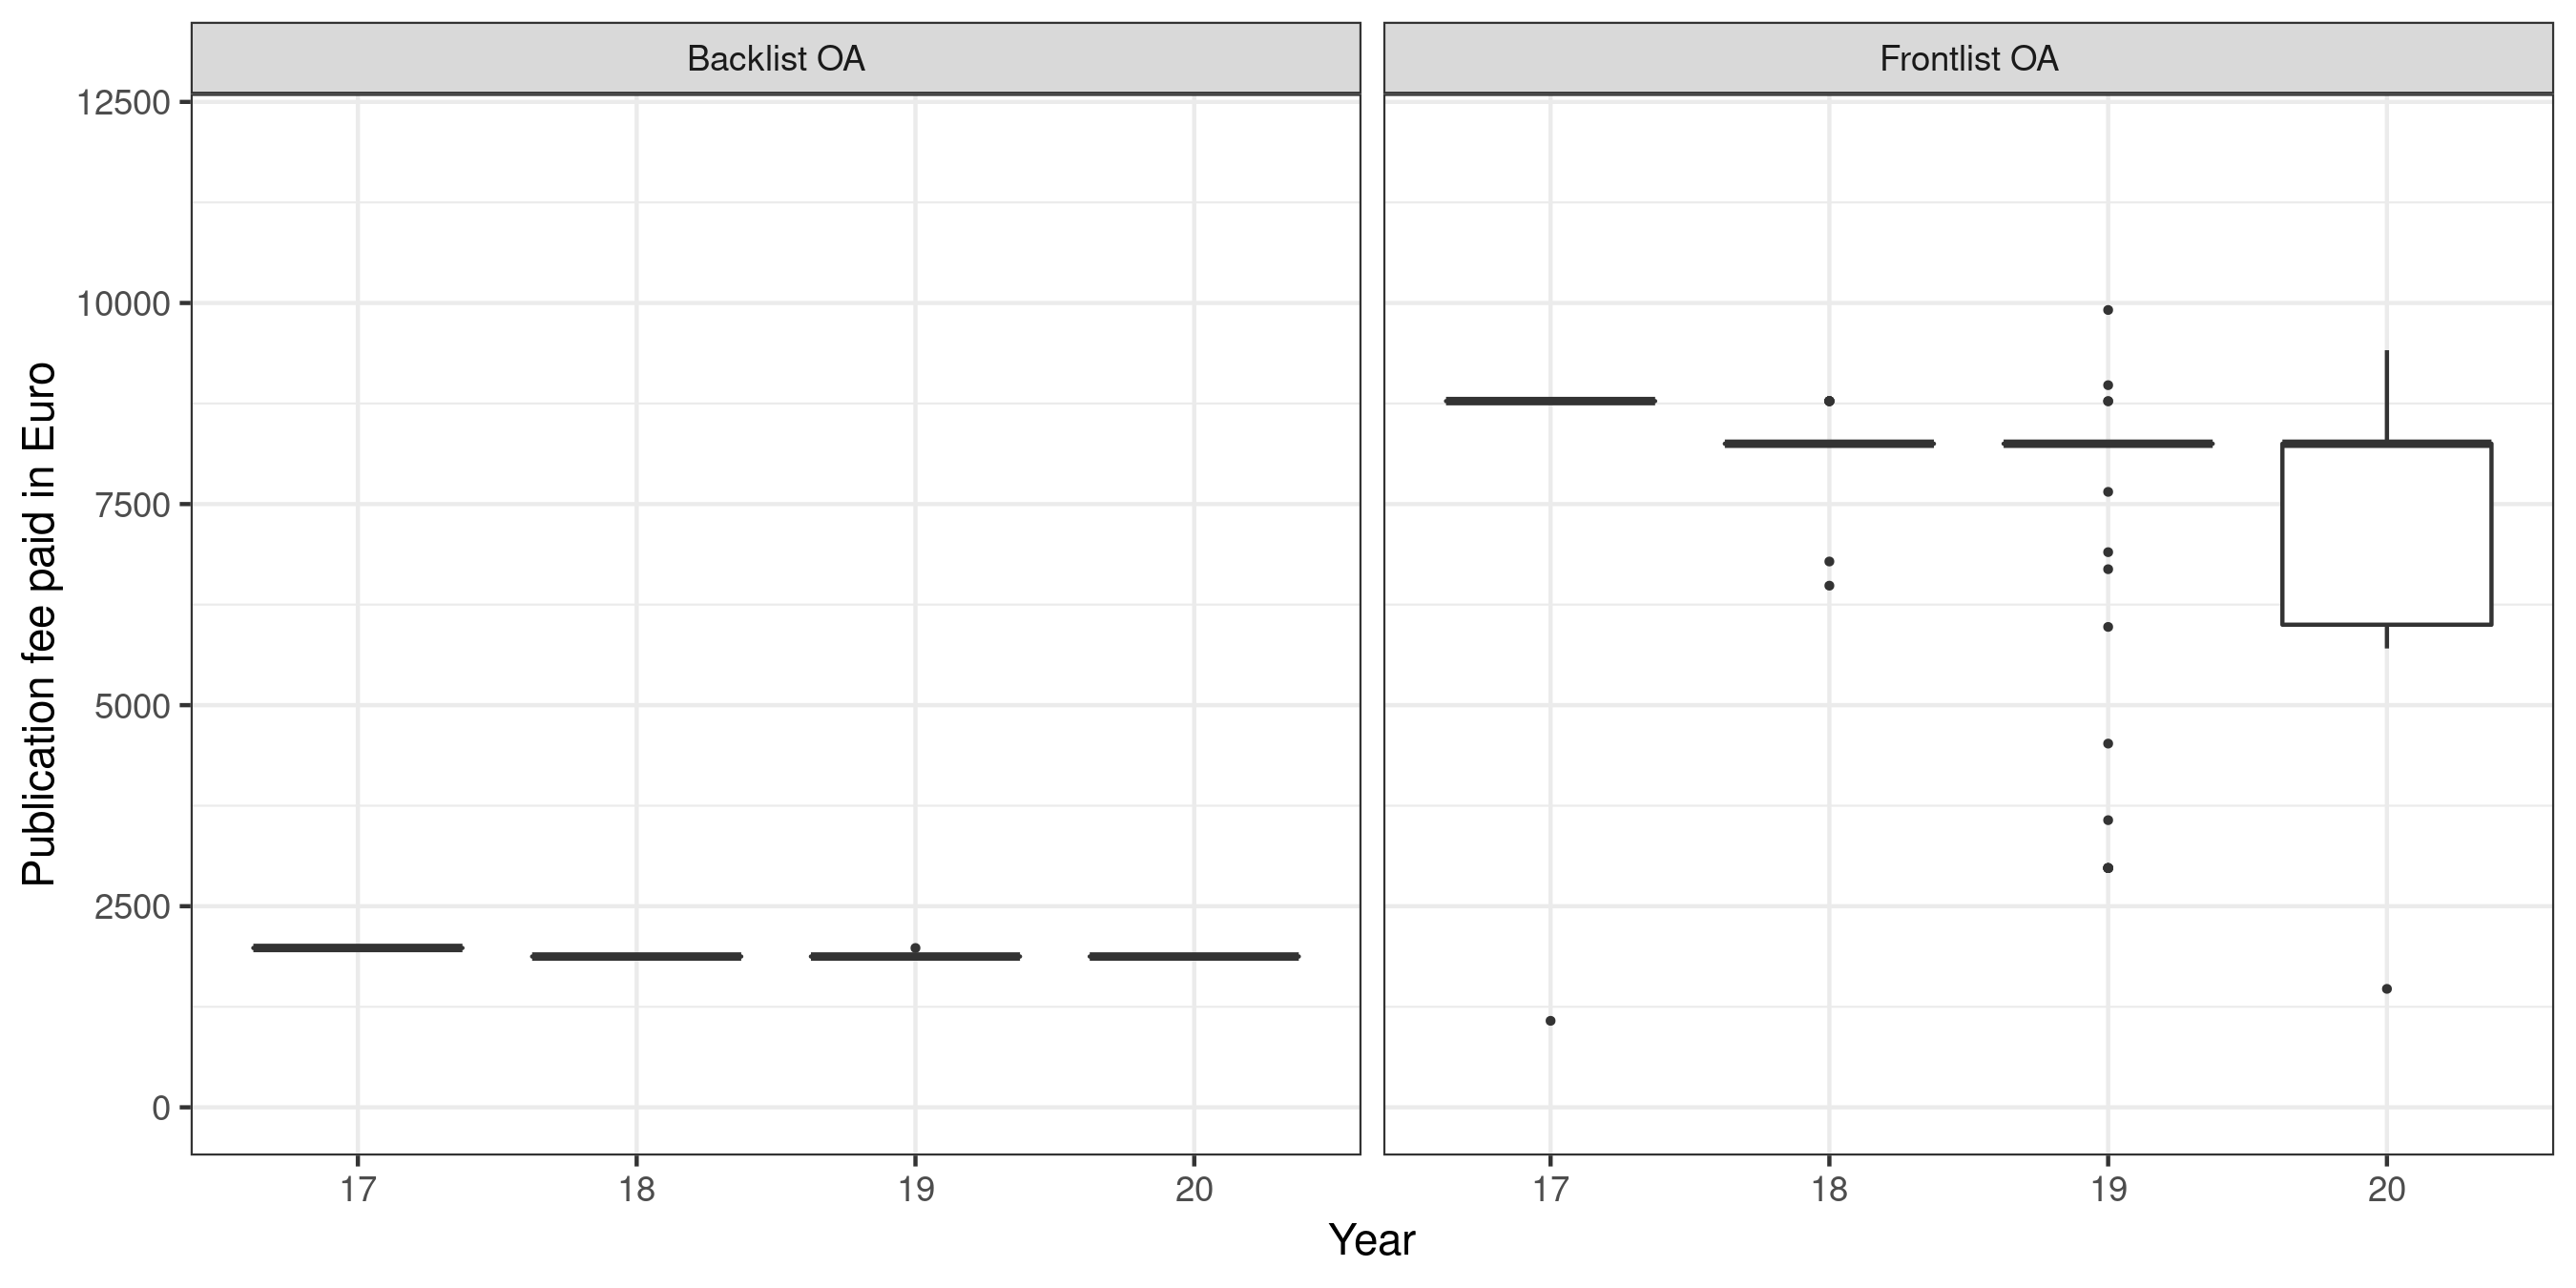 Backlist OA
Frontlist OA
Publication fee paid in Euro
12500
10000
7500
5000
2500
0
17 18 19 20
17 18 19 20
Year